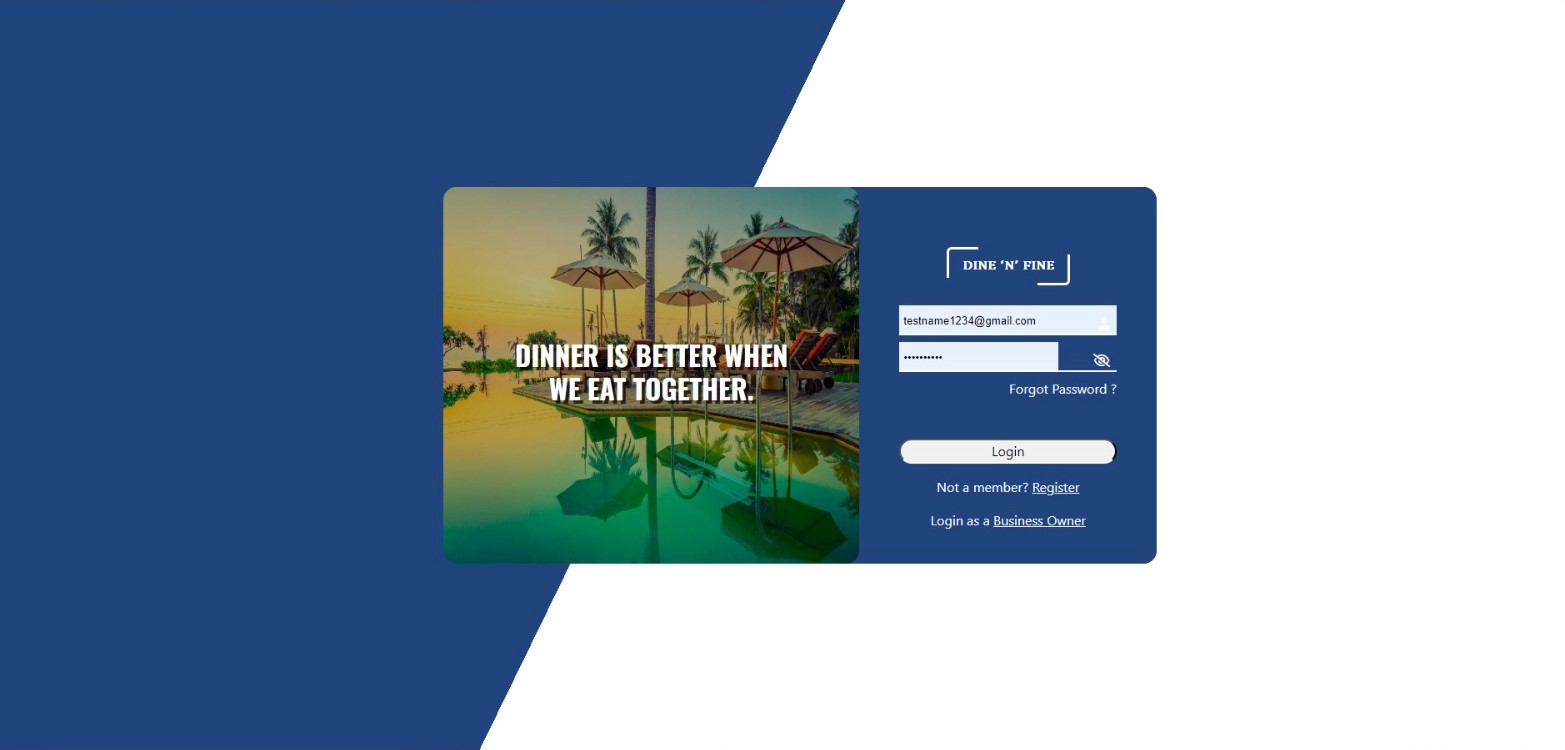 DINE ‘N’ FINE
testname1234@gmail.com
••••••••••
DINNER IS BETTER WHEN
WE EAT TOGETHER.
Forgot Password ?
Login
Not a member? Register
Login as a Business Owner